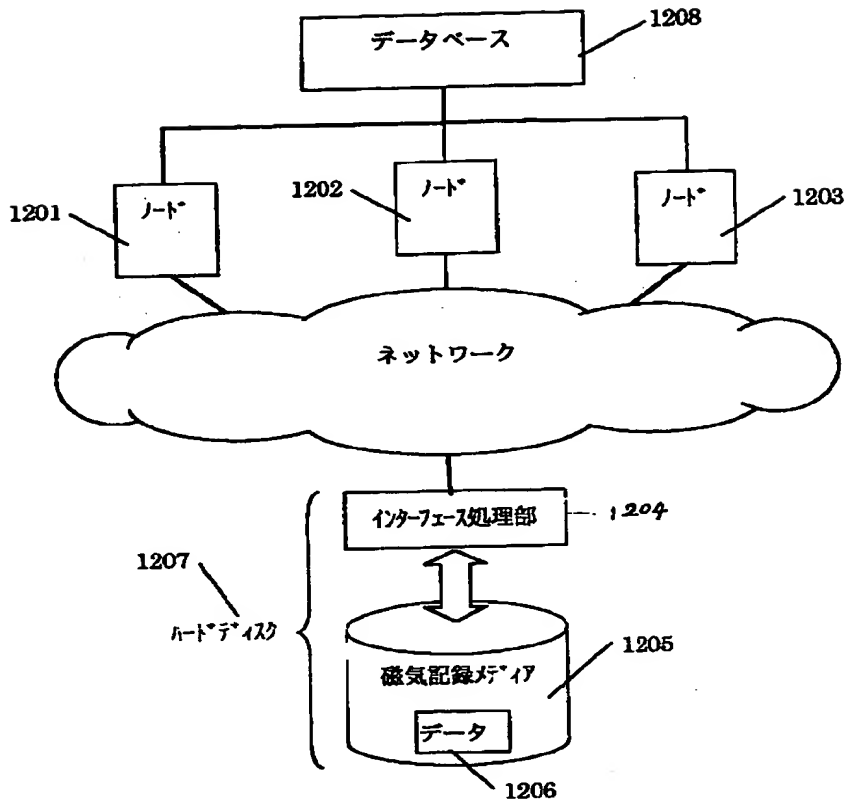 データベース
1208
1201
ノード
1202
ノード
ノード
1203
ネットワーク
インターフェース処理部
1204
1207
ハードディスク
磁気記録メディア
1205
データ
1206